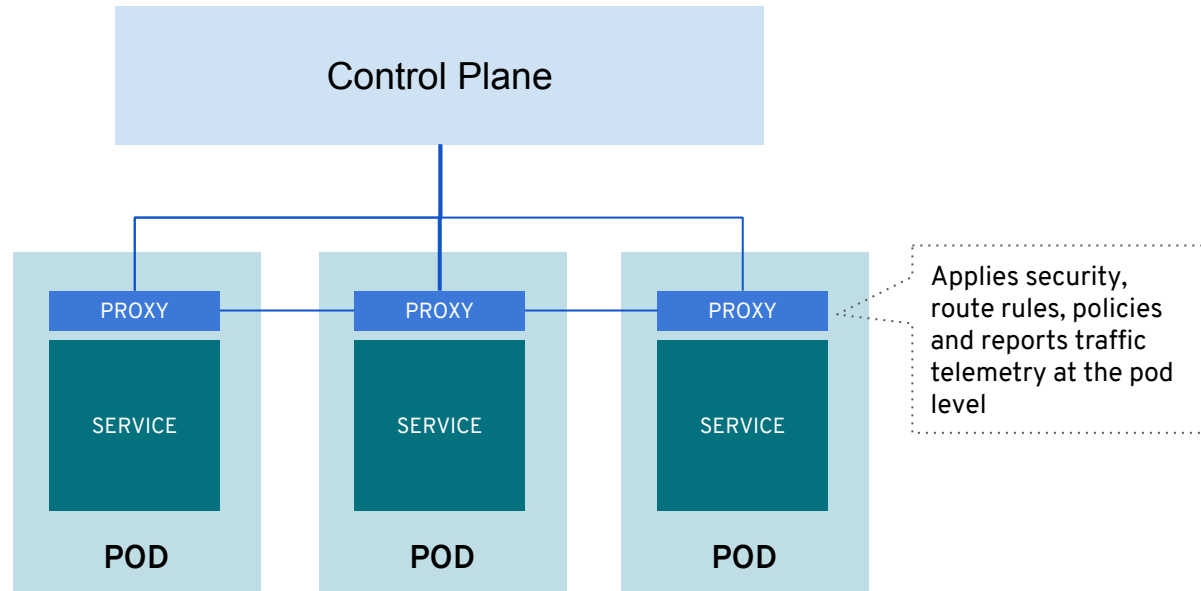 Control Plane
PROXY
PROXY
PROXY
Applies security,
route rules, policies
and reports traffic
telemetry at the pod
level
SERVICE
SERVICE
SERVICE
POD
POD
POD